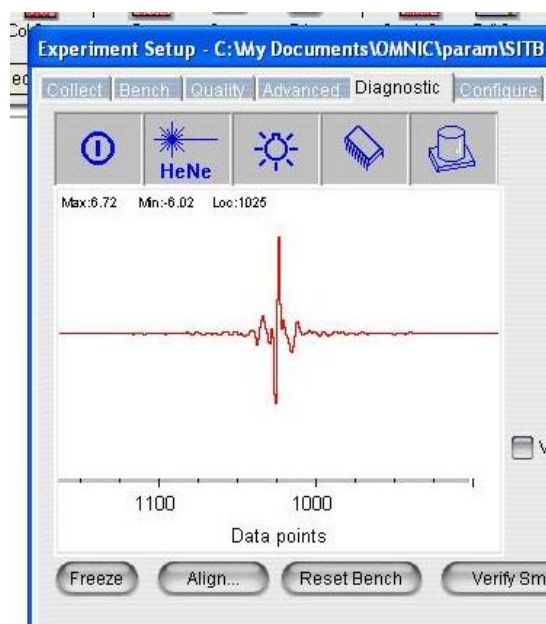 Experiment Setup - C:\My Documents\OMNIC\param\SITB
Collect Bench Quality Advanced Diagnostic Configure
HeNe
Max:6.72 Min:-6.02 Loc:1025
1100 1000
Data points
Freeze Align... Reset Bench Verify Sm